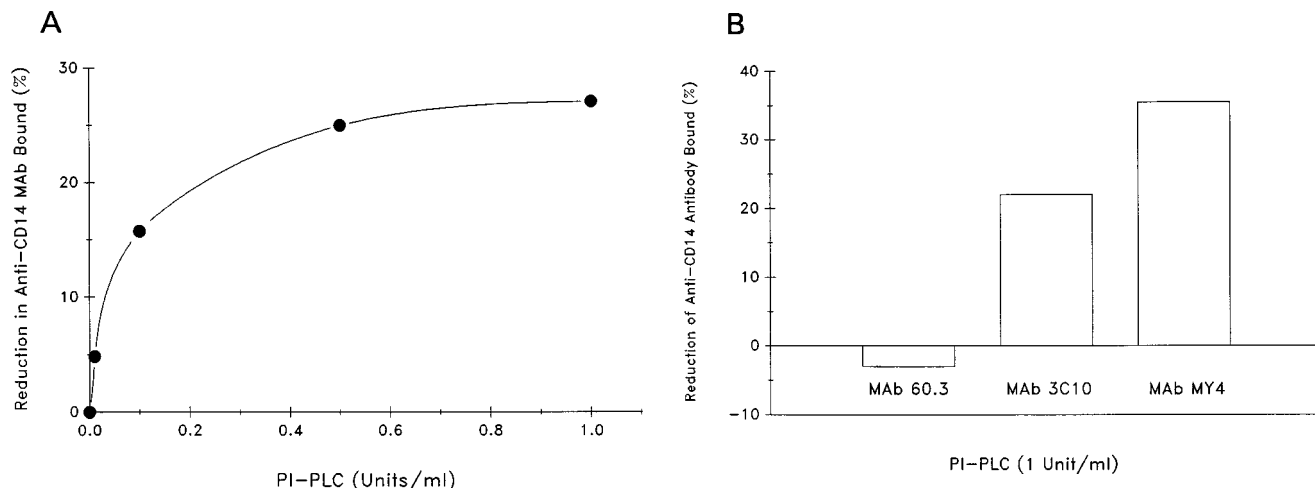 A
Reduction in Anti-CD14 MAb Bound (%)
30
20
10
0
0.0 0.2 0.4 0.6 0.8 1.0
PI-PLC (Units/ml)
B
Reduction of Anti-CD14 Antibody Bound (%)
40
30
20
10
0
-10
MAb 60.3 MAb 3C10 MAb MY4
PI-PLC (1 Unit/ml)